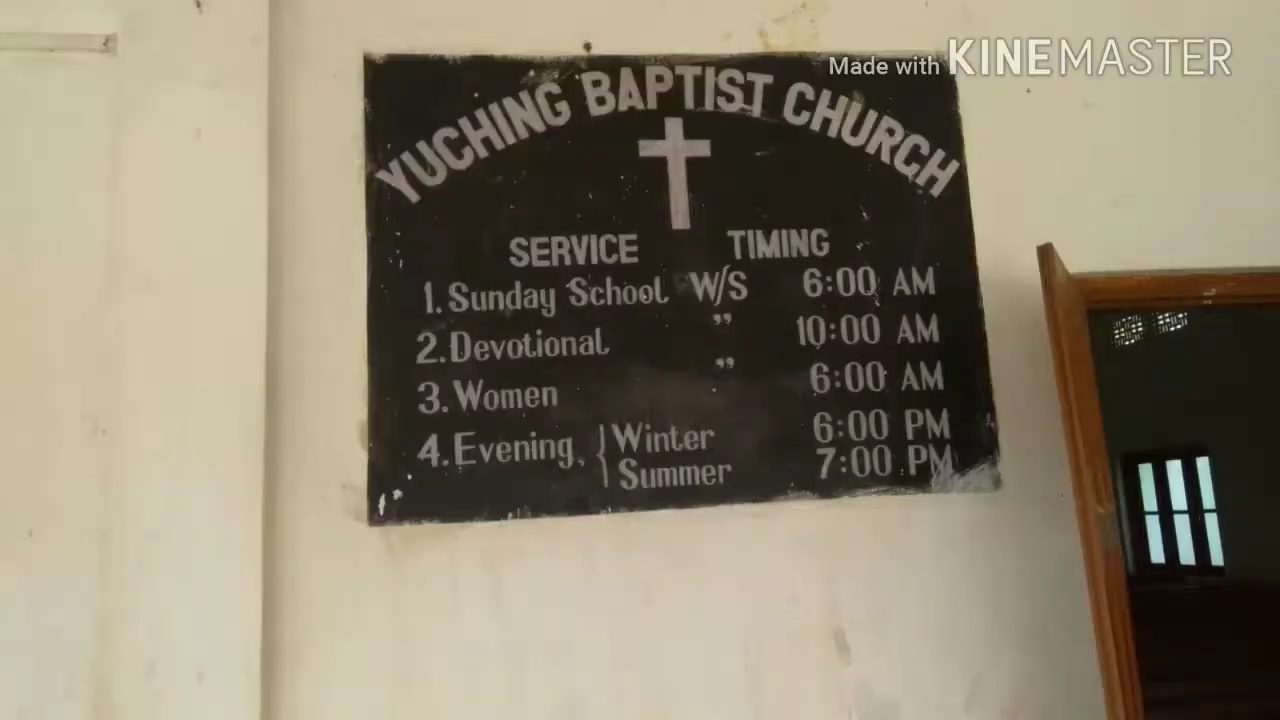 Made with KINEMASTER
YUCHING BAPTIST CHURCH
SERVICE TIMING
1. Sunday School W/S 6:00 AM
2. Devotional " 10:00 AM
3. Women " 6:00 AM
4. Evening, } Winter 6:00 PM
Summer 7:00 PM